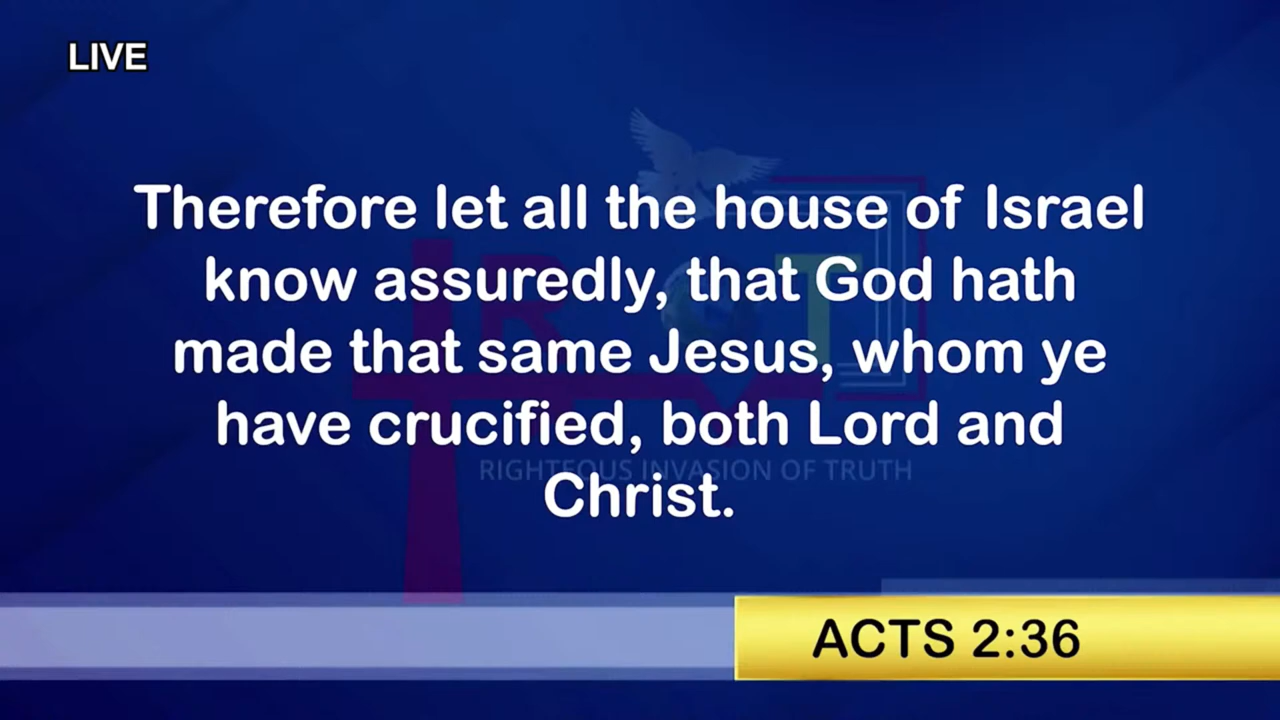 LIVE
Therefore let all the house of Israel
know assuredly, that God hath
made that same Jesus, whom ye
have crucified, both Lord and
RIGHTEOUS INVASION OF TRUTH
Christ.
ACTS 2:36